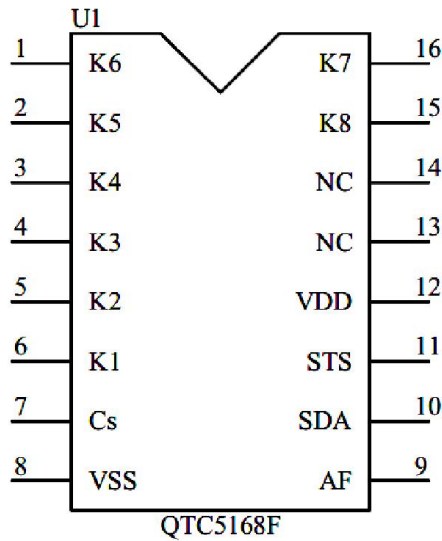 U1
1 K6 K7 16
2 K5 K8 15
3 K4 NC 14
4 K3 NC 13
5 K2 VDD 12
6 K1 STS 11
7 Cs SDA 10
8 VSS AF 9
QTC5168F